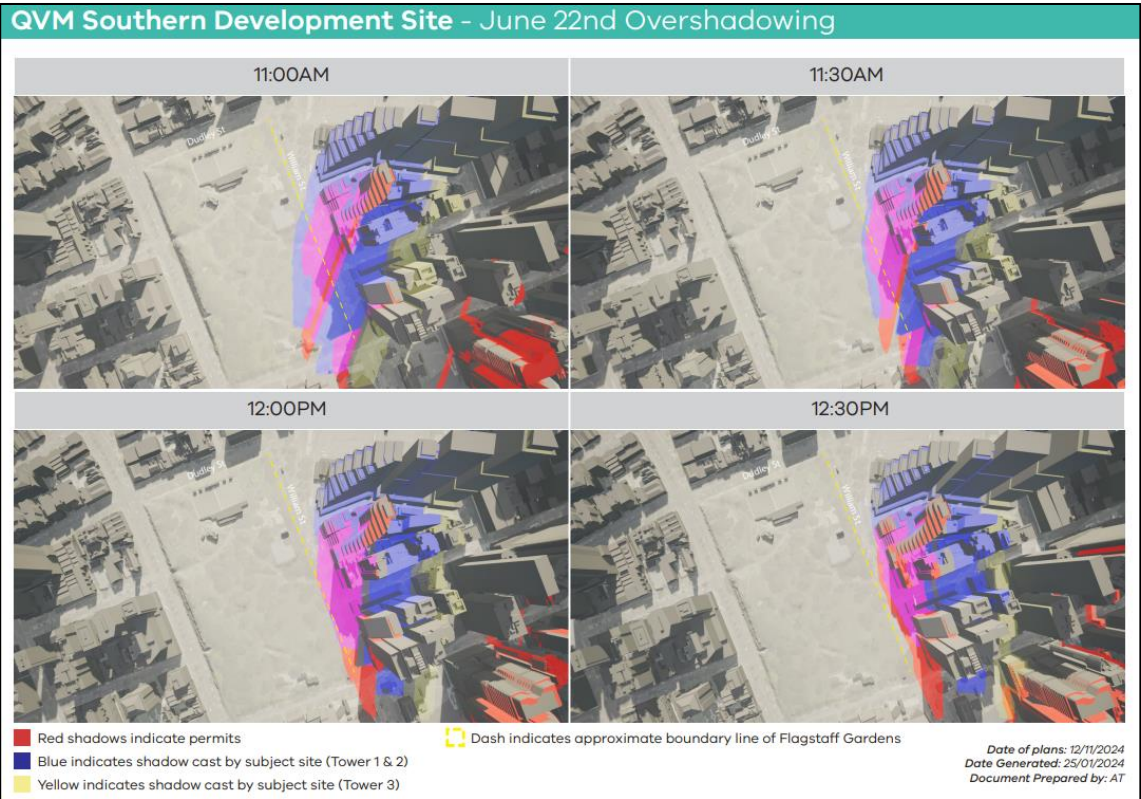 QVM Southern Development Site - June 22nd Overshadowing
11:00AM
11:30AM
Dudley St
William St
Dudley St
William St
12:00PM
12:30PM
Dudley St
William St
Dudley St
William St
Red shadows indicate permits
Blue indicates shadow cast by subject site (Tower 1 & 2)
Yellow indicates shadow cast by subject site (Tower 3)
Dash indicates approximate boundary line of Flagstaff Gardens
Date of plans: 12/11/2024
Date Generated: 25/01/2024
Document Prepared by: AT